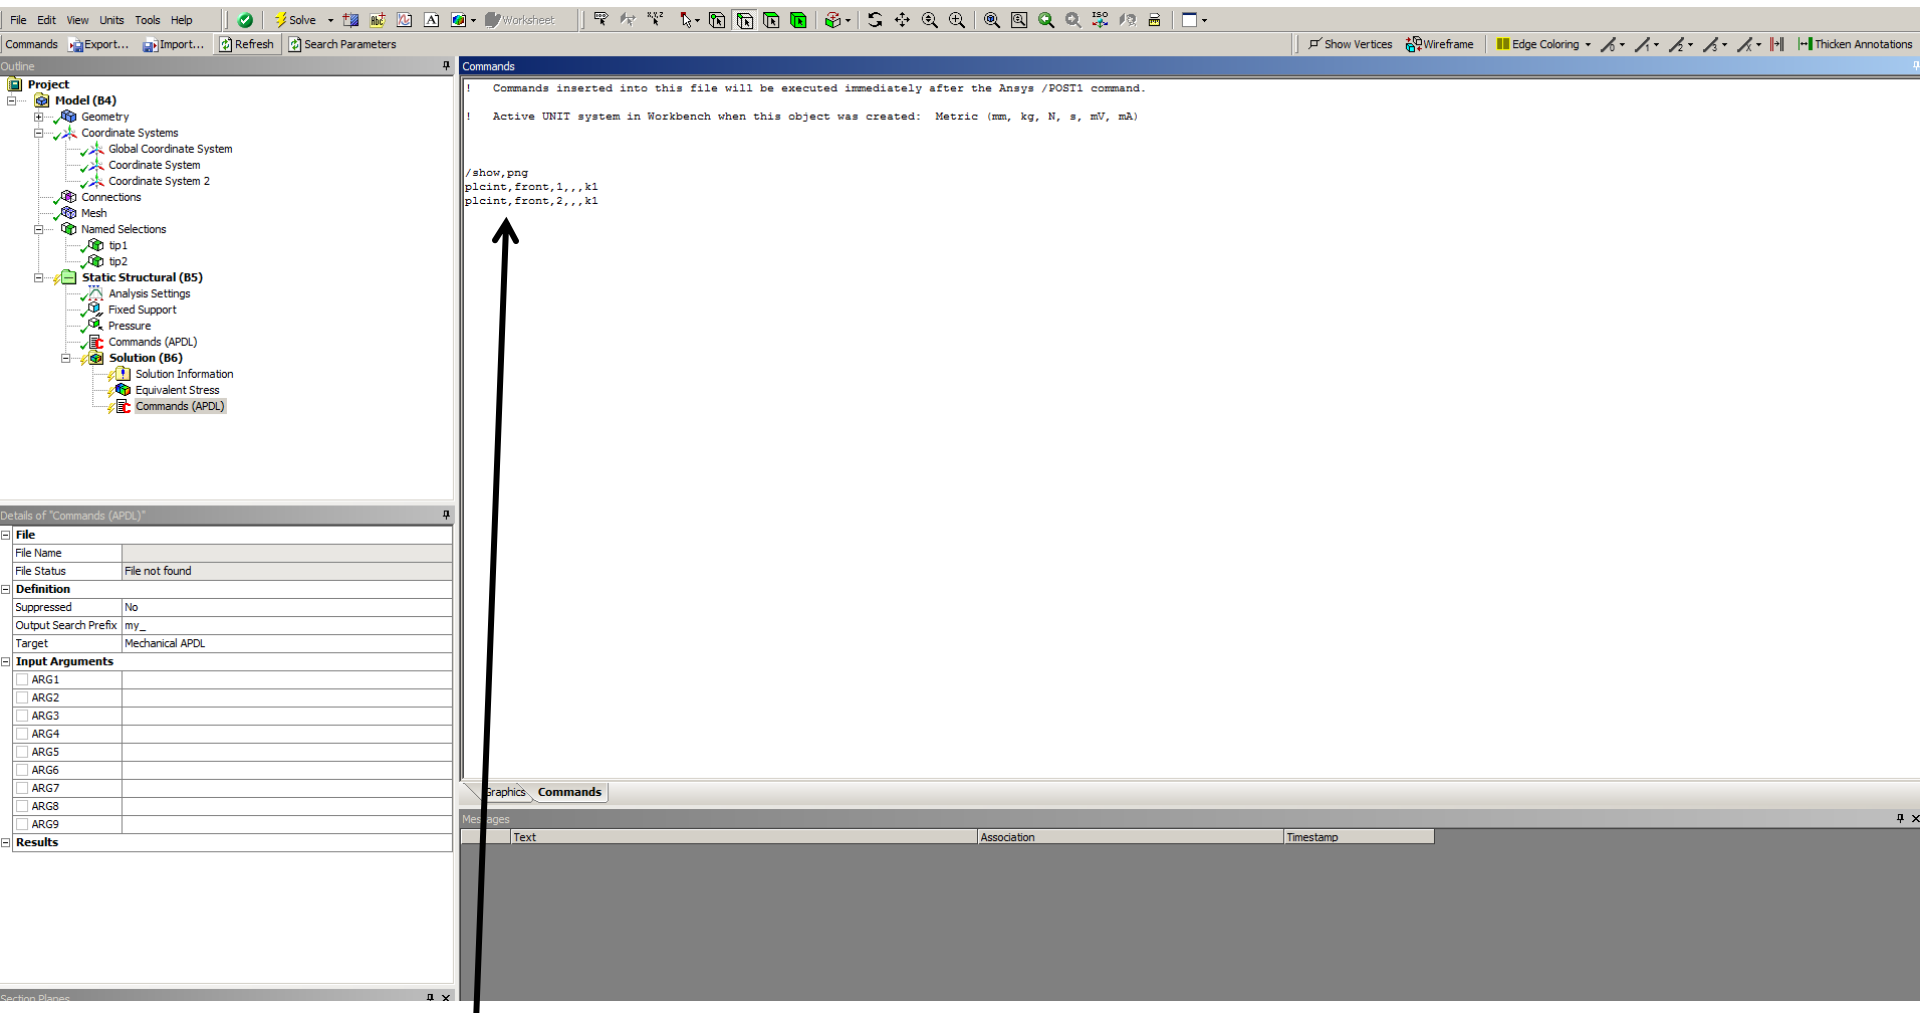 File Edit View Units Tools Help Solve A Worksheet X,Y,Z ISO
Commands Export... Import... Refresh Search Parameters Show Vertices Wireframe Edge Coloring Thicken Annotations
Outline
Project
Model (B4)
Geometry
Coordinate Systems
Global Coordinate System
Coordinate System
Coordinate System 2
Connections
Mesh
Named Selections
tip1
tip2
Static Structural (B5)
Analysis Settings
Fixed Support
Pressure
Commands (APDL)
Solution (B6)
Solution Information
Equivalent Stress
Commands (APDL)
Details of "Commands (APDL)"
File
File Name
File Status File not found
Definition
Suppressed No
Output Search Prefix my_
Target Mechanical APDL
Input Arguments
ARG1
ARG2
ARG3
ARG4
ARG5
ARG6
ARG7
ARG8
ARG9
Results
Section Planes
Commands
! Commands inserted into this file will be executed immediately after the Ansys /POST1 command.
! Active UNIT system in Workbench when this object was created: Metric (mm, kg, N, s, mV, mA)
/show,png
plcint,front,1,,,k1
plcint,front,2,,,k1
Graphics Commands
Messages
Text Association Timestamp